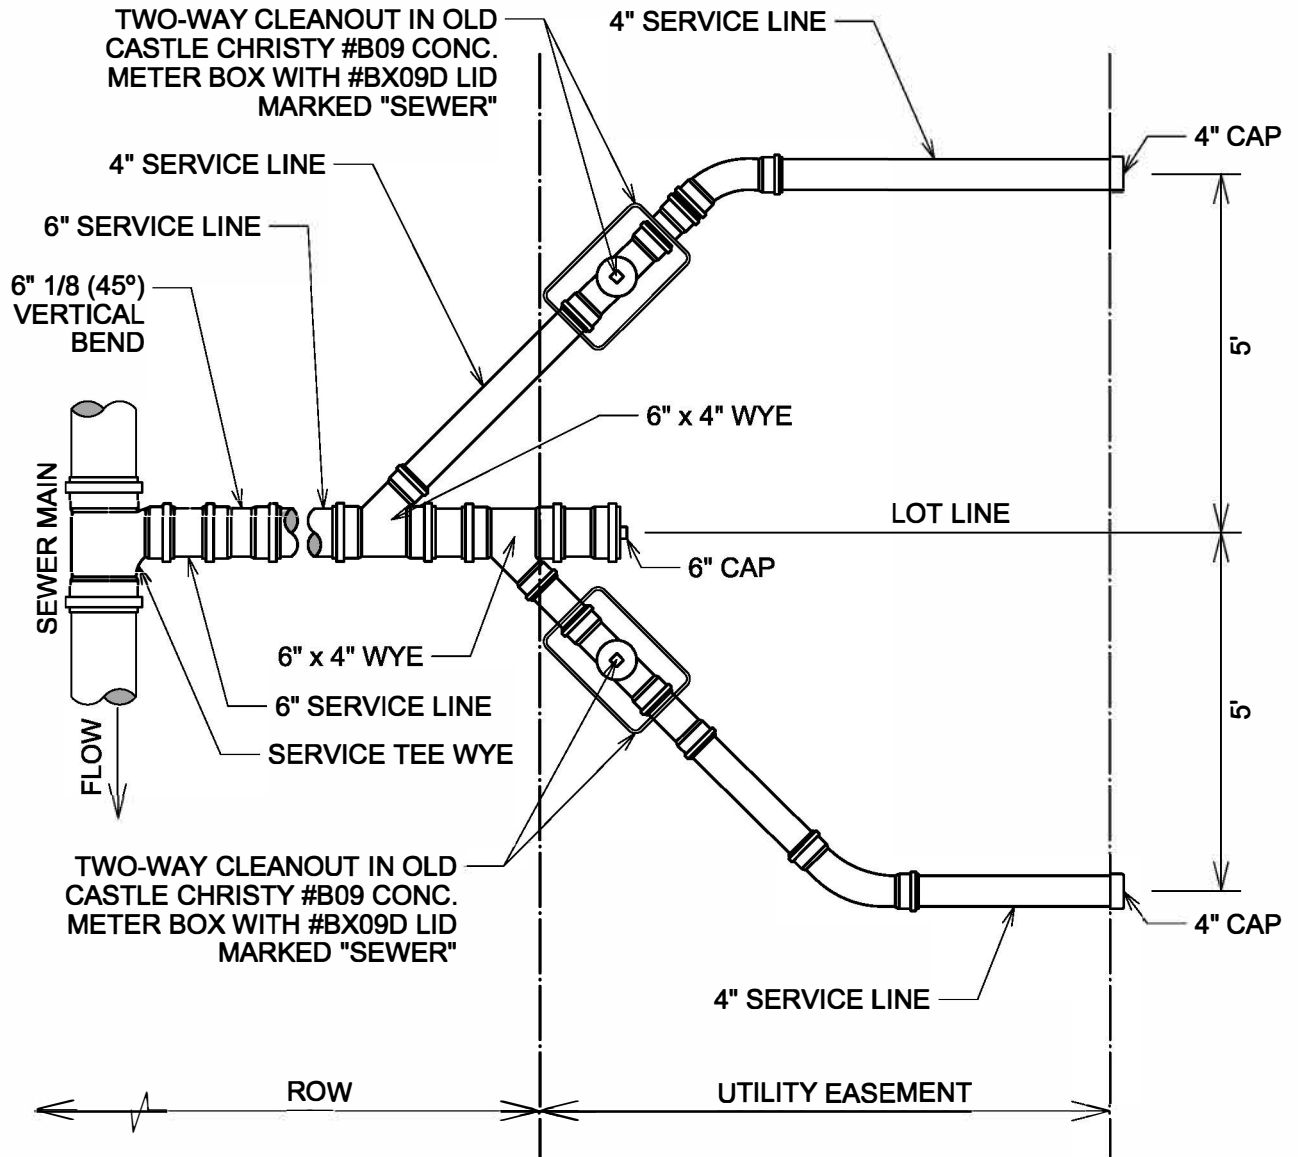 TWO-WAY CLEANOUT IN OLD
CASTLE CHRISTY #B09 CONC.
METER BOX WITH #BX09D LID
MARKED "SEWER"
4" SERVICE LINE
4" CAP
4" SERVICE LINE
6" SERVICE LINE
6" 1/8 (45º)
VERTICAL
BEND
5'
6" x 4" WYE
SEWER MAIN
LOT LINE
6" CAP
6" x 4" WYE
6" SERVICE LINE
SERVICE TEE WYE
FLOW
5'
TWO-WAY CLEANOUT IN OLD
CASTLE CHRISTY #B09 CONC.
METER BOX WITH #BX09D LID
MARKED "SEWER"
4" CAP
4" SERVICE LINE
ROW
UTILITY EASEMENT